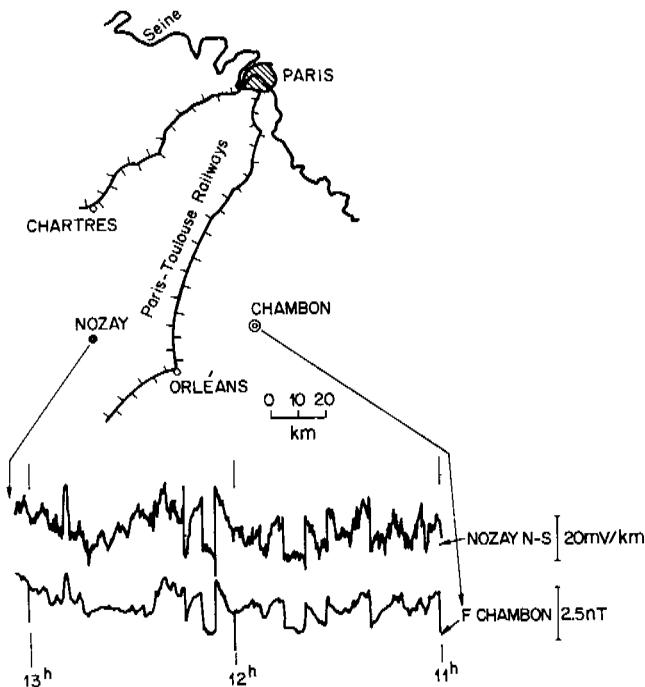 Seine
PARIS
CHARTRES
Paris-Toulouse Railways
CHAMBON
NOZAY
ORLÉANS
0 10 20
km
NOZAY N-S 20mV/km
F CHAMBON 2.5nT
13h 12h 11h